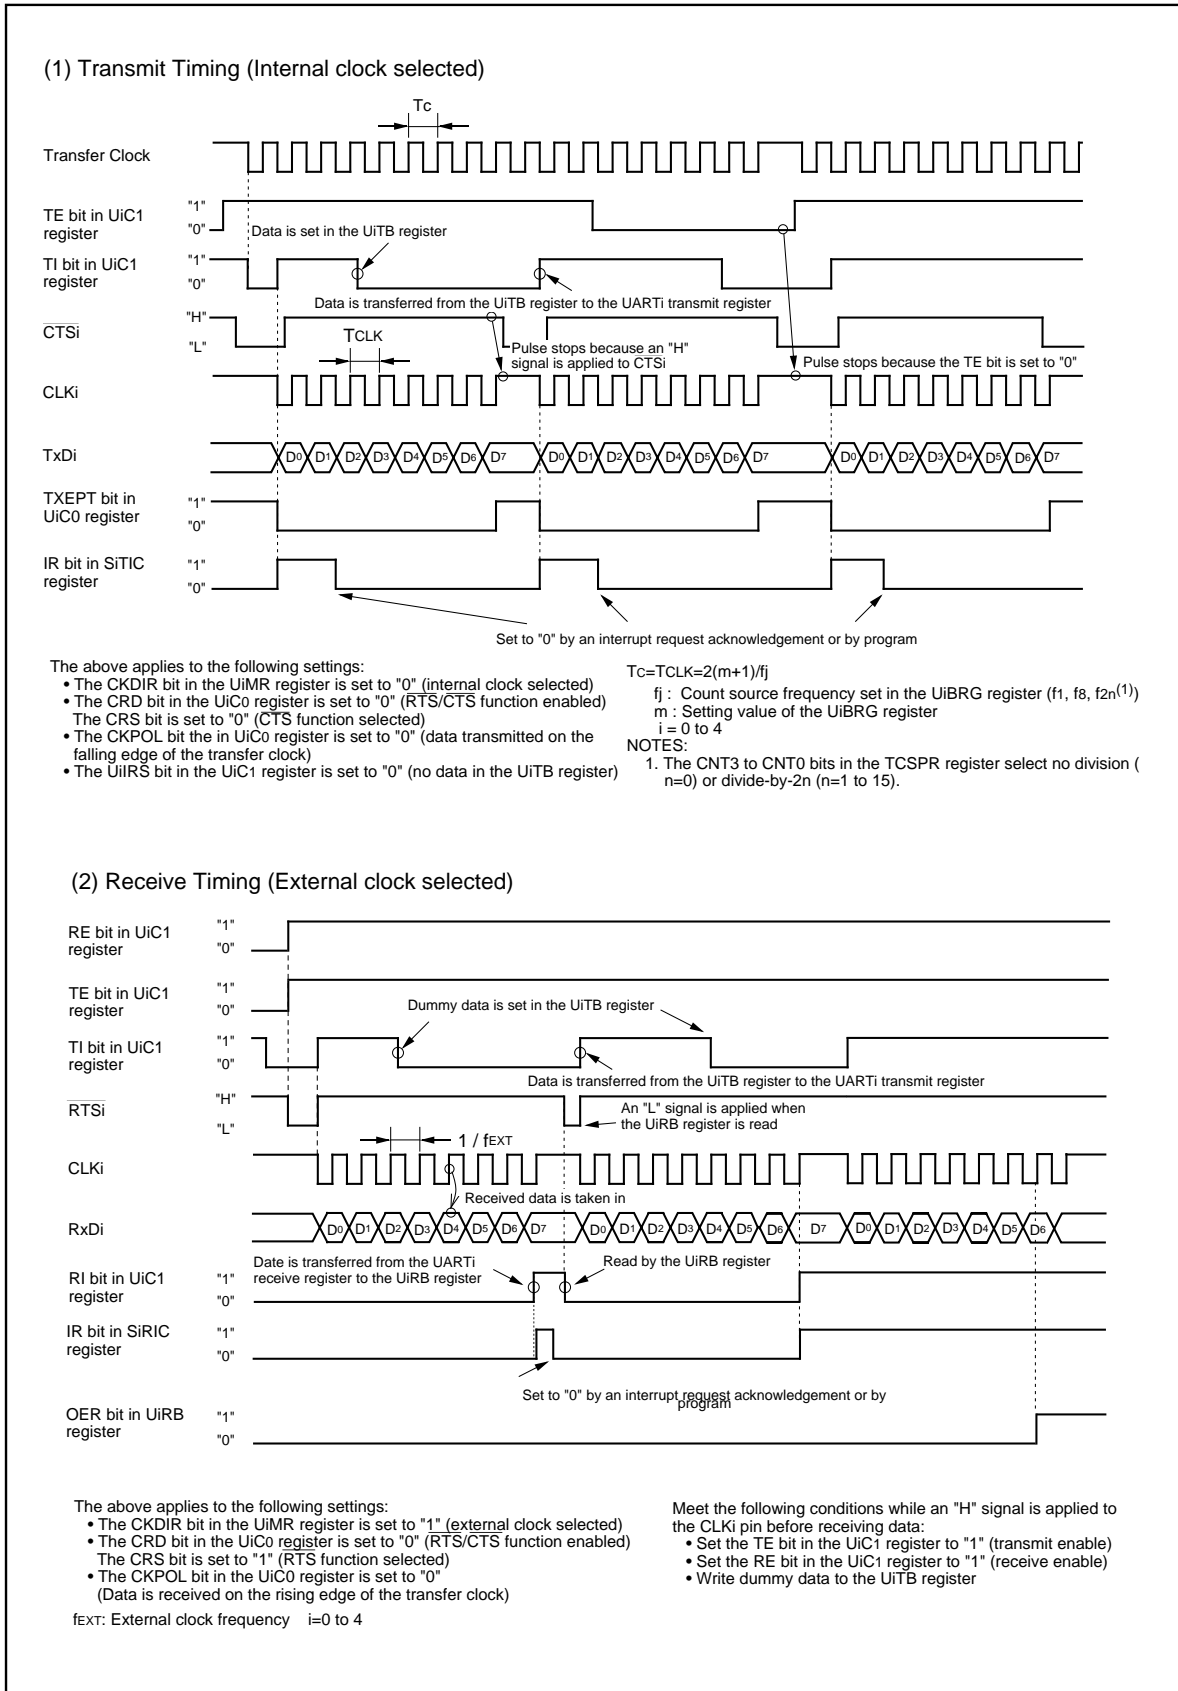 (1) Transmit Timing (Internal clock selected)
Tc
Transfer Clock
TE bit in UiC1 register
"1"
"0"
Data is set in the UiTB register
TI bit in UiC1 register
"1"
"0"
Data is transferred from the UiTB register to the UARTi transmit register
CTSi
"H"
"L"
TCLK
Pulse stops because an "H"
signal is applied to CTSi
Pulse stops because the TE bit is set to "0"
CLKi
TxDi
D0 D1 D2 D3 D4 D5 D6 D7 D0 D1 D2 D3 D4 D5 D6 D7 D0 D1 D2 D3 D4 D5 D6 D7
TXEPT bit in
UiC0 register
"1"
"0"
IR bit in SiTIC
register
"1"
"0"
Set to "0" by an interrupt request acknowledgement or by program
The above applies to the following settings:
• The CKDIR bit in the UiMR register is set to "0" (internal clock selected)
• The CRD bit in the UiC0 register is set to "0" (RTS/CTS function enabled)
The CRS bit is set to "0" (CTS function selected)
• The CKPOL bit the in UiC0 register is set to "0" (data transmitted on the
falling edge of the transfer clock)
• The UiIRS bit in the UiC1 register is set to "0" (no data in the UiTB register)
TC=TCLK=2(m+1)/fj
fj : Count source frequency set in the UiBRG register (f1, f8, f2n(1))
m : Setting value of the UiBRG register
i = 0 to 4
NOTES:
1. The CNT3 to CNT0 bits in the TCSPR register select no division (
n=0) or divide-by-2n (n=1 to 15).
(2) Receive Timing (External clock selected)
RE bit in UiC1
register
"1"
"0"
TE bit in UiC1
register
"1"
"0"
Dummy data is set in the UiTB register
TI bit in UiC1
register
"1"
"0"
Data is transferred from the UiTB register to the UARTi transmit register
RTSi
"H"
"L"
An "L" signal is applied when
the UiRB register is read
1 / fEXT
CLKi
Received data is taken in
RxDi
D0 D1 D2 D3 D4 D5 D6 D7 D0 D1 D2 D3 D4 D5 D6 D7 D0 D1 D2 D3 D4 D5 D6
Date is transferred from the UARTi
receive register to the UiRB register
Read by the UiRB register
RI bit in UiC1
register
"1"
"0"
IR bit in SiRIC
register
"1"
"0"
Set to "0" by an interrupt request acknowledgement or by
program
OER bit in UiRB
register
"1"
"0"
The above applies to the following settings:
• The CKDIR bit in the UiMR register is set to "1" (external clock selected)
• The CRD bit in the UiC0 register is set to "0" (RTS/CTS function enabled)
The CRS bit is set to "1" (RTS function selected)
• The CKPOL bit in the UiC0 register is set to "0"
(Data is received on the rising edge of the transfer clock)
fEXT: External clock frequency i=0 to 4
Meet the following conditions while an "H" signal is applied to
the CLKi pin before receiving data:
• Set the TE bit in the UiC1 register to "1" (transmit enable)
• Set the RE bit in the UiC1 register to "1" (receive enable)
• Write dummy data to the UiTB register